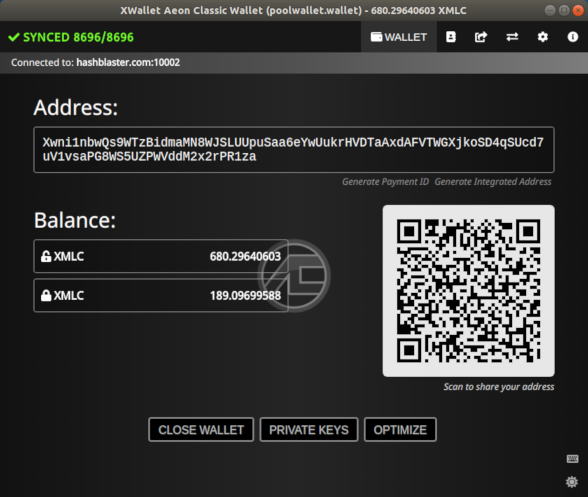 XWallet Aeon Classic Wallet (poolwallet.wallet) - 680.29640603 XMLC
SYNCED 8696/8696
WALLET
Connected to: hashblaster.com:10002
Address:
Xwni1nbwQs9WTzBidmaMN8WJSLUUpuSaa6eYwUukrHVDTaAxdAFVTWGXjkoSD4qSUcd7
uV1vsaPG8WS5UZPWVddM2x2rPR1za
Generate Payment ID Generate Integrated Address
Balance:
XMLC 680.29640603
XMLC 189.09699588
Scan to share your address
CLOSE WALLET PRIVATE KEYS OPTIMIZE